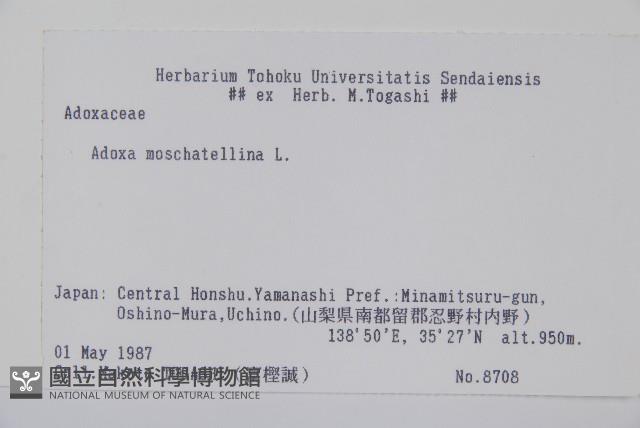 Herbarium Tohoku Universitatis Sendaiensis
## ex Herb. M.Togashi ##
Adoxaceae
Adoxa moschatellina L.
Japan: Central Honshu.Yamanashi Pref.:Minamitsuru-gun,
Oshino-Mura,Uchino.(山梨県南都留郡忍野村内野)
138°50'E, 35°27'N alt.950m.
01 May 1987
樫誠) No.8708
國立自然科學博物館
NATIONAL MUSEUM OF NATURAL SCIENCE